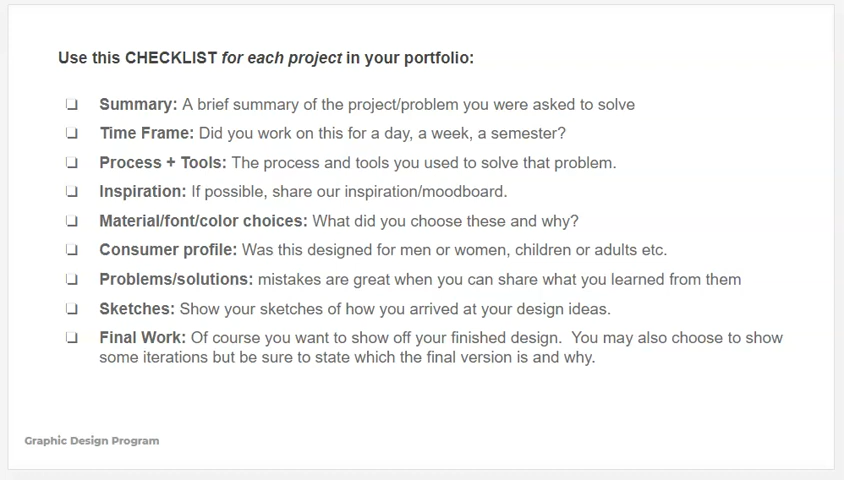 Use this CHECKLIST for each project in your portfolio:
❏ Summary: A brief summary of the project/problem you were asked to solve
❏ Time Frame: Did you work on this for a day, a week, a semester?
❏ Process + Tools: The process and tools you used to solve that problem.
❏ Inspiration: If possible, share our inspiration/moodboard.
❏ Material/font/color choices: What did you choose these and why?
❏ Consumer profile: Was this designed for men or women, children or adults etc.
❏ Problems/solutions: mistakes are great when you can share what you learned from them
❏ Sketches: Show your sketches of how you arrived at your design ideas.
❏ Final Work: Of course you want to show off your finished design.  You may also choose to show
some iterations but be sure to state which the final version is and why.
Graphic Design Program